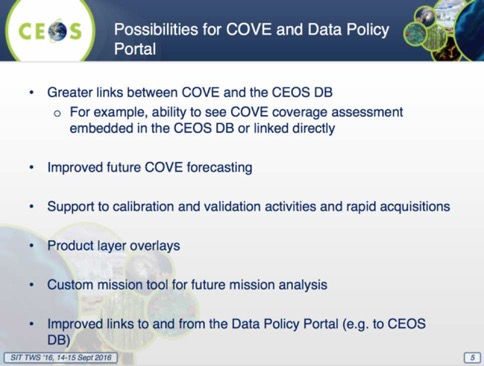 CEOS
Possibilities for COVE and Data Policy
Portal
• Greater links between COVE and the CEOS DB
o For example, ability to see COVE coverage assessment
embedded in the CEOS DB or linked directly
• Improved future COVE forecasting
• Support to calibration and validation activities and rapid acquisitions
• Product layer overlays
• Custom mission tool for future mission analysis
• Improved links to and from the Data Policy Portal (e.g. to CEOS
DB)
SIT TWS '16, 14-15 Sept 2016
5